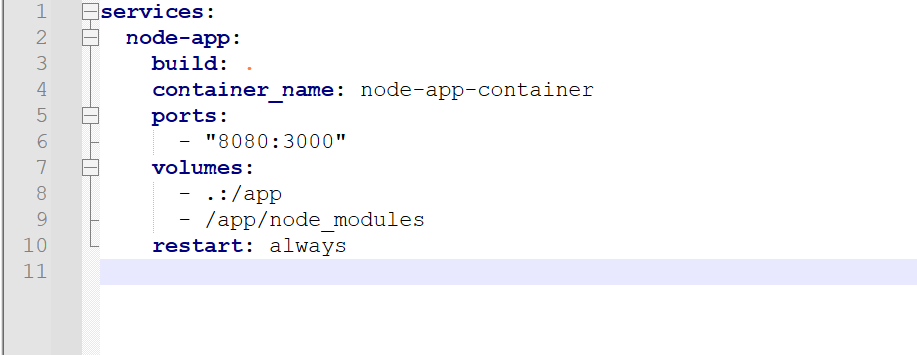 1 services:
2   node-app:
3     build: .
4     container_name: node-app-container
5     ports:
6       - "8080:3000"
7     volumes:
8       - .:/app
9       - /app/node_modules
10     restart: always
11